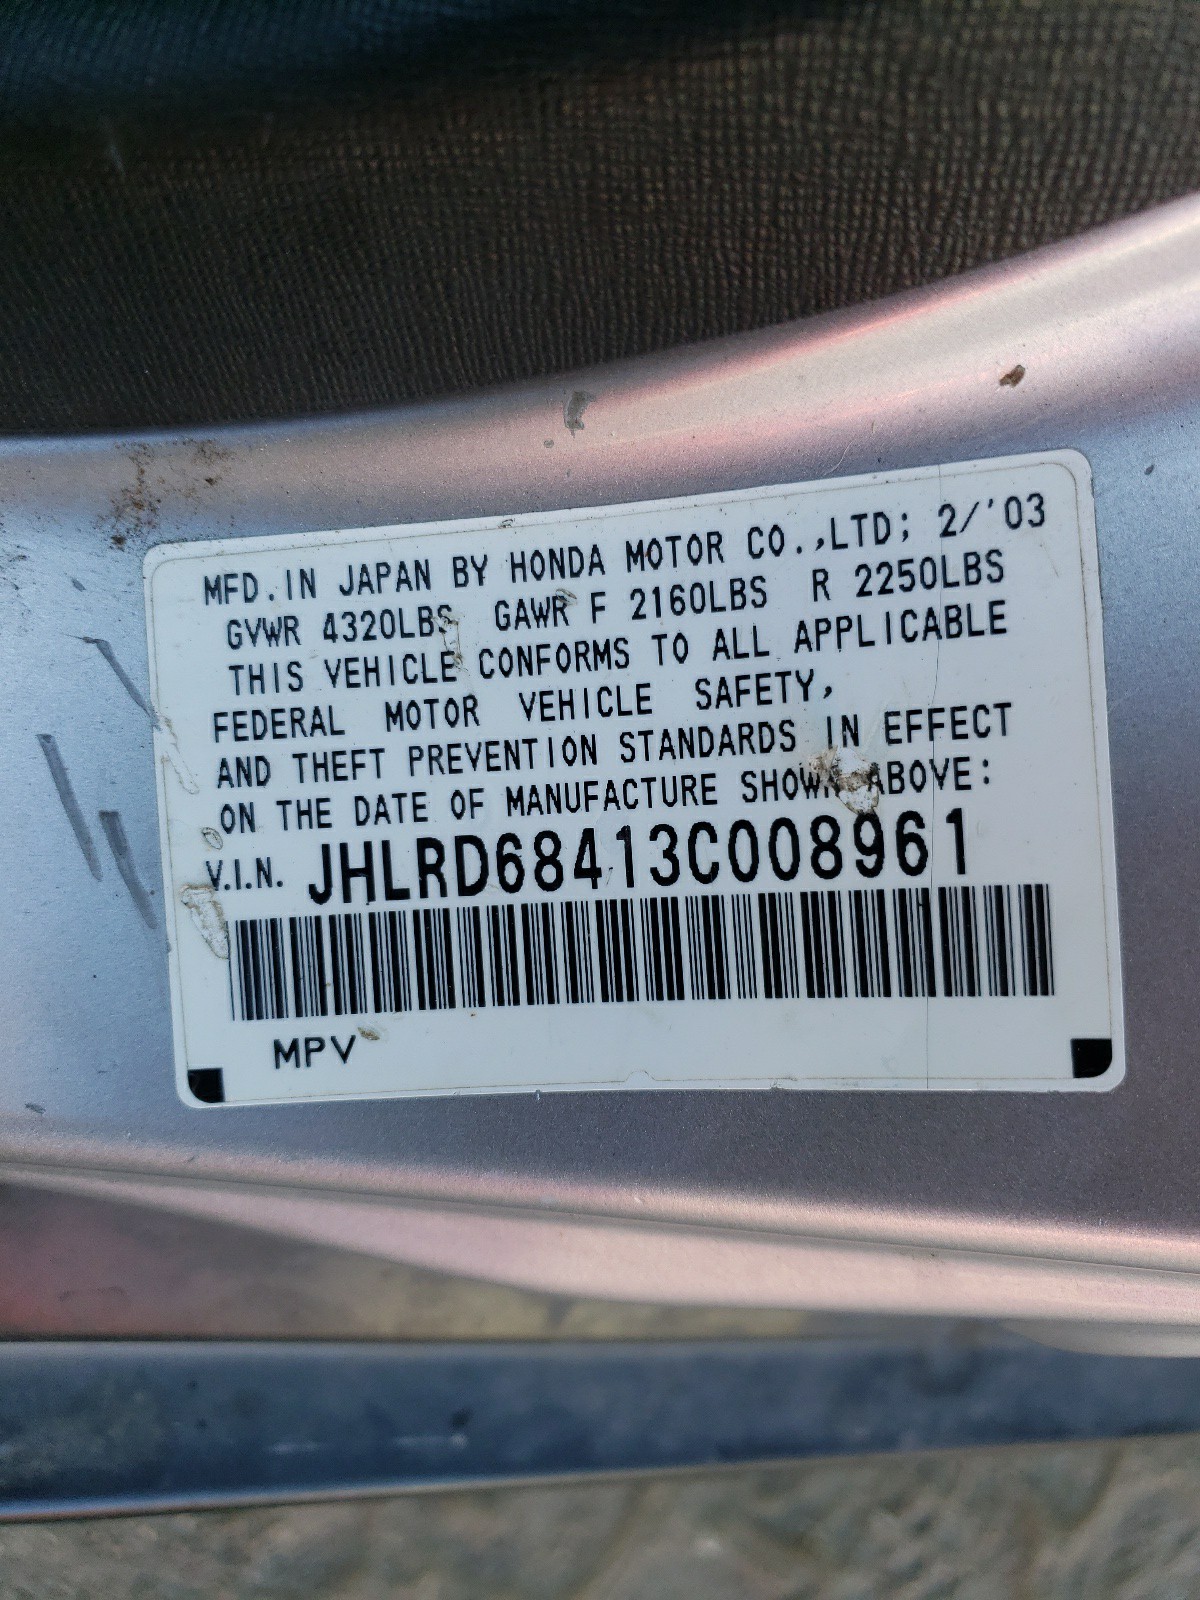 MFD.IN JAPAN BY HONDA MOTOR CO.,LTD; 2/'03
GVWR 4320LBS GAWR F 2160LBS R 2250LBS
THIS VEHICLE CONFORMS TO ALL APPLICABLE
FEDERAL MOTOR VEHICLE SAFETY,
AND THEFT PREVENTION STANDARDS IN EFFECT
ON THE DATE OF MANUFACTURE SHOWN ABOVE:
V.I.N. JHLRD68413C008961
MPV